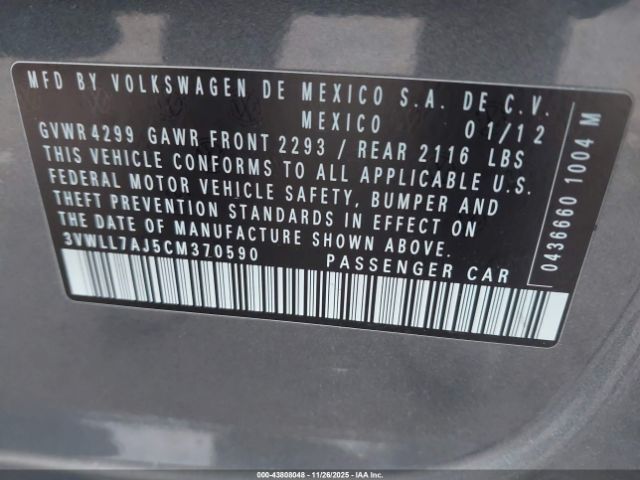 MFD BY VOLKSWAGEN DE MEXICO S.A. DE C.V.
MEXICO 01/12
GVWR 4299 GAWR FRONT 2293 / REAR 2116 LBS
THIS VEHICLE CONFORMS TO ALL APPLICABLE U.S.
FEDERAL MOTOR VEHICLE SAFETY, BUMPER AND
THEFT PREVENTION STANDARDS IN EFFECT ON
THE DATE OF MANUFACTURE SHOWN ABOVE.
3VWLL7AJ5CM370590 PASSENGER CAR
0436660 1004 M
000-43808048 - 11/26/2025 - IAA Inc.